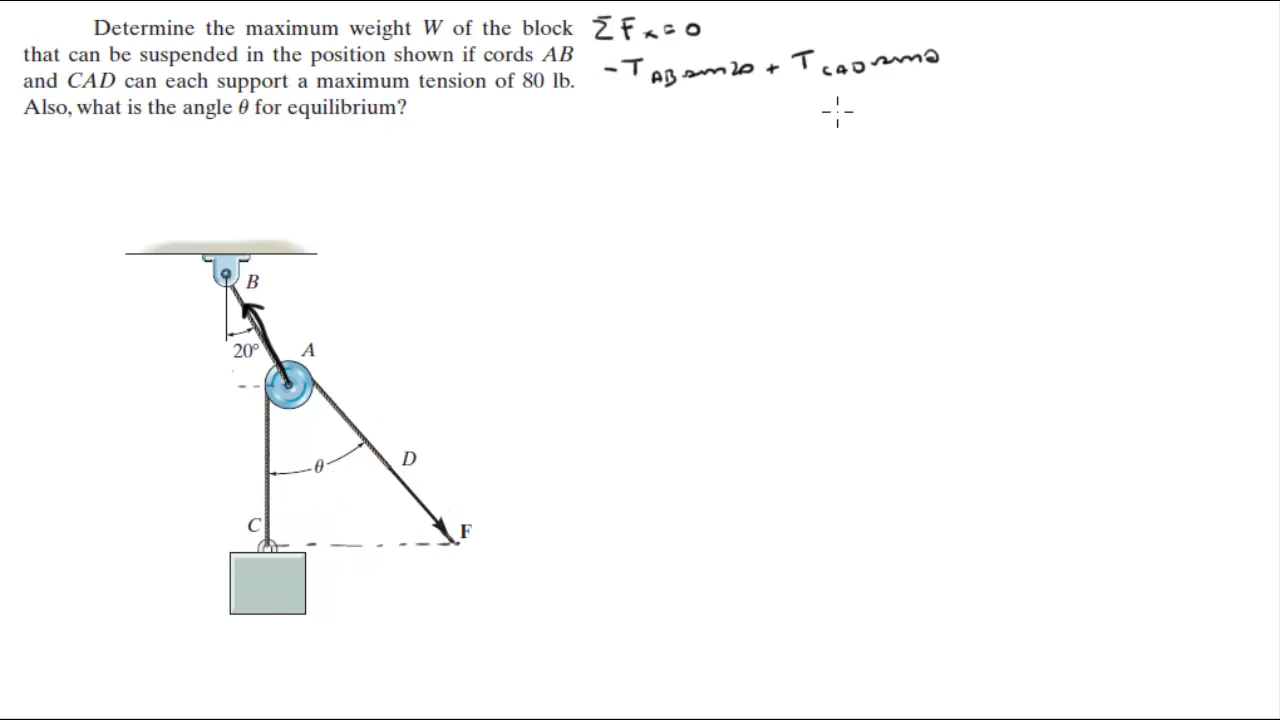 Determine the maximum weight W of the block
that can be suspended in the position shown if cords AB
and CAD can each support a maximum tension of 80 lb.
Also, what is the angle θ for equilibrium?
ΣFx=0
-T_AB sin20 + T_CAD sinθ
B
20°
A
θ
D
C
F